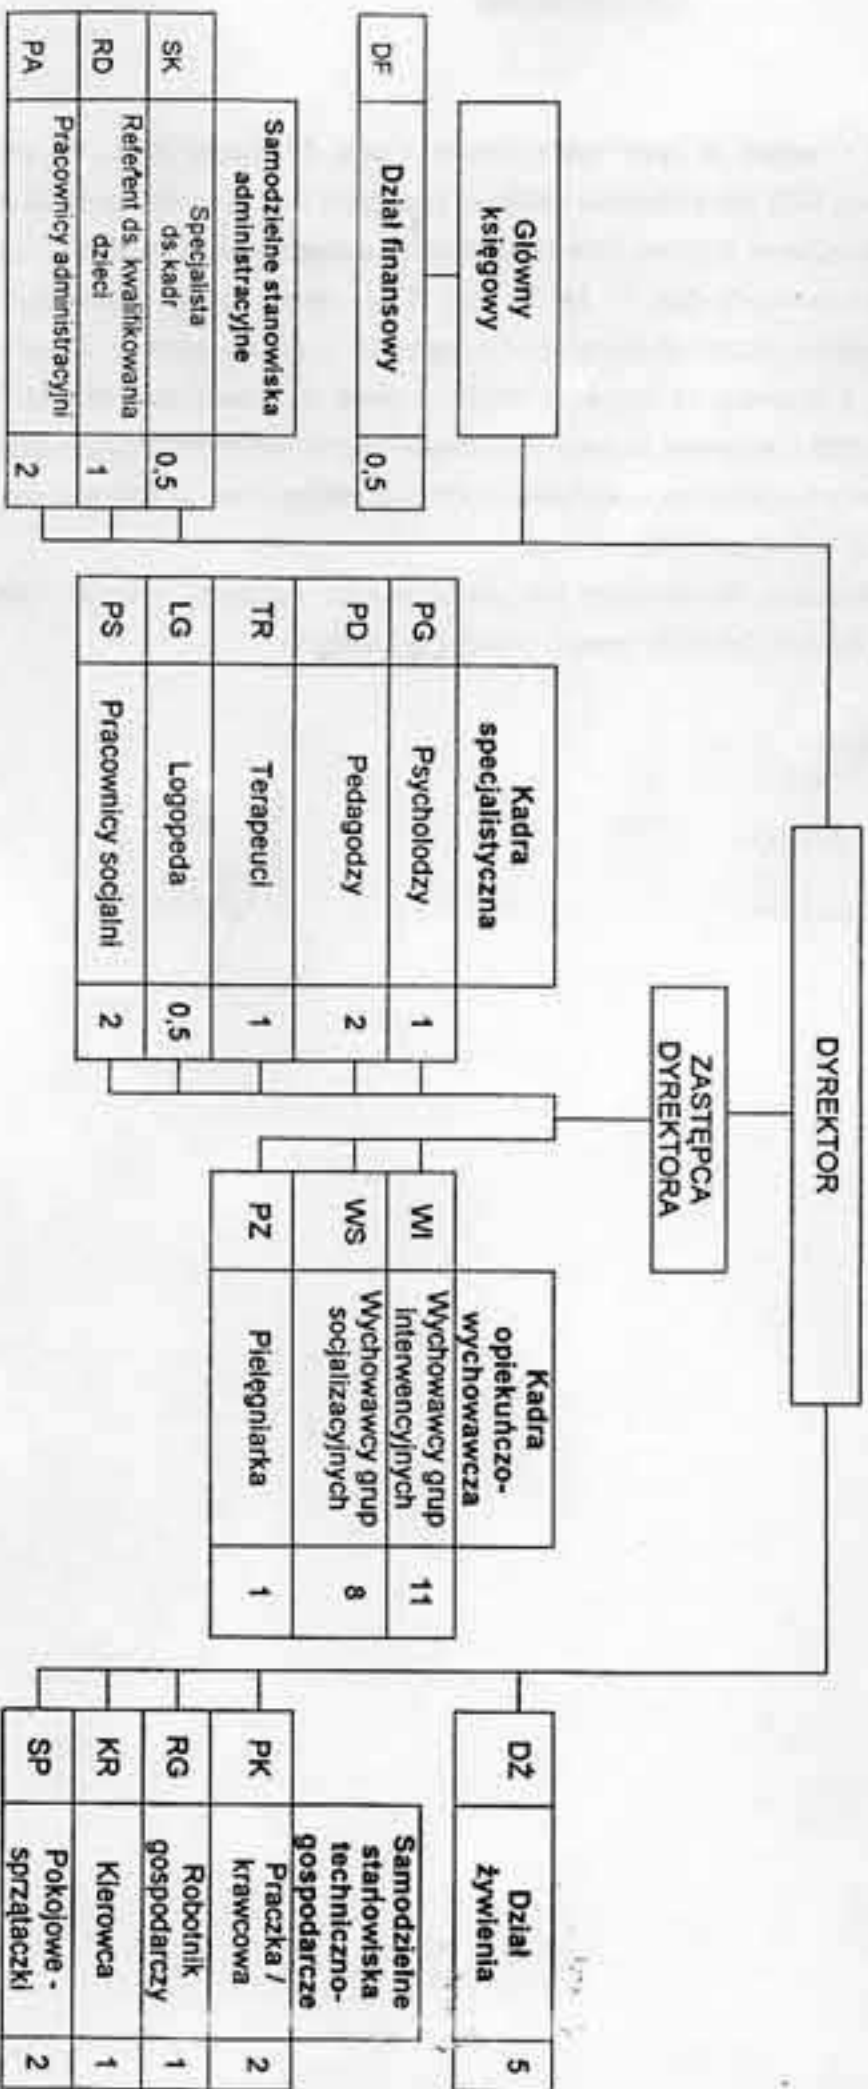 DYREKTOR
ZASTĘPCA
DYREKTORA
Główny
księgowy
DF
Dział finansowy
0,5
Samodzielne stanowiska
administracyjne
SK
Specjalista
ds.kadr
0,5
RD
Referent ds. kwalifikowania
dzieci
1
PA
Pracownicy administracyjni
2
Kadra
specjalistyczna
PG
Psycholodzy
1
PD
Pedagodzy
2
TR
Terapeuci
1
LG
Logopeda
0,5
PS
Pracownicy socjalni
2
Kadra
opiekuńczo-
wychowawcza
WI
Wychowawcy grup
interwencyjnych
11
WS
Wychowawcy grup
socjalizacyjnych
8
PZ
Pielęgniarka
1
DŻ
Dział
żywienia
5
Samodzielne
stanowiska
techniczno-
gospodarcze
PK
Praczka /
krawcowa
2
RG
Robotnik
gospodarczy
1
KR
Kierowca
1
SP
Pokojowe -
sprzątaczki
2